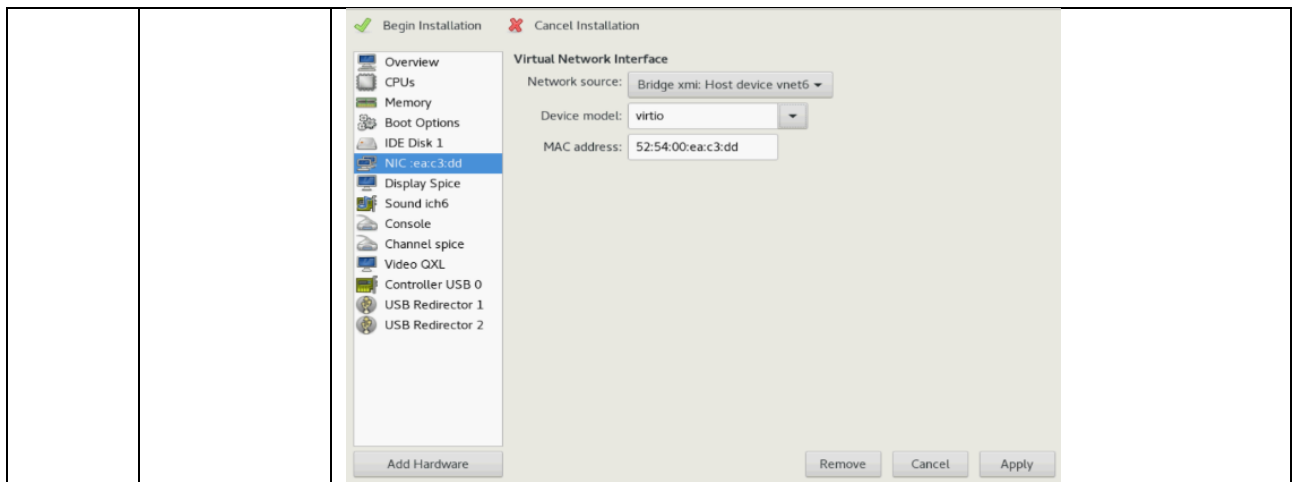 Begin Installation
Cancel Installation
Overview
CPUs
Memory
Boot Options
IDE Disk 1
NIC :ea:c3:dd
Display Spice
Sound ich6
Console
Channel spice
Video QXL
Controller USB 0
USB Redirector 1
USB Redirector 2
Add Hardware
Virtual Network Interface
Network source: Bridge xmi: Host device vnet6
Device model: virtio
MAC address: 52:54:00:ea:c3:dd
Remove Cancel Apply